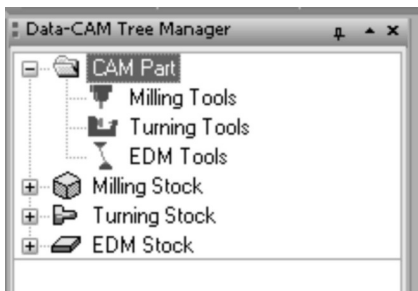 Data-CAM Tree Manager
CAM Part
Milling Tools
Turning Tools
EDM Tools
Milling Stock
Turning Stock
EDM Stock